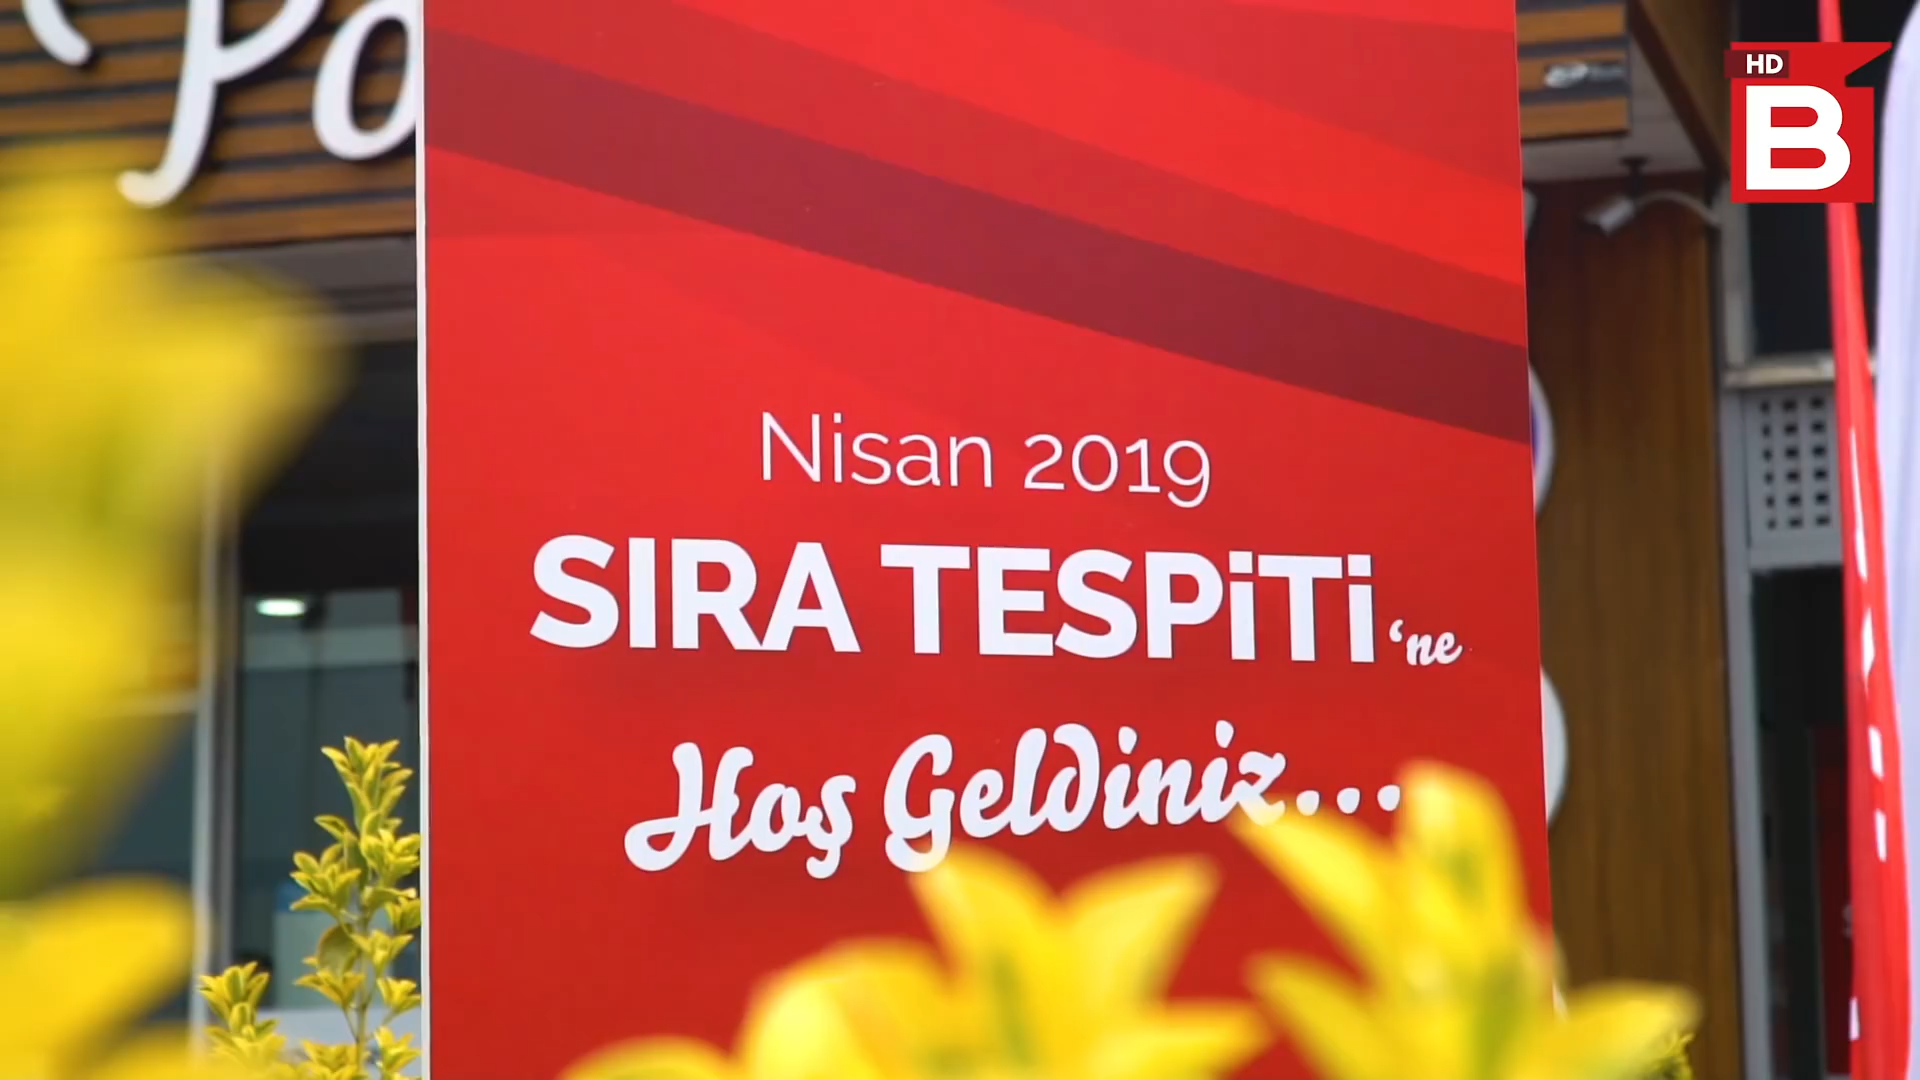 HD
B
Nisan 2019
SIRA TESPiTi ‘ne
Hoş Geldiniz...